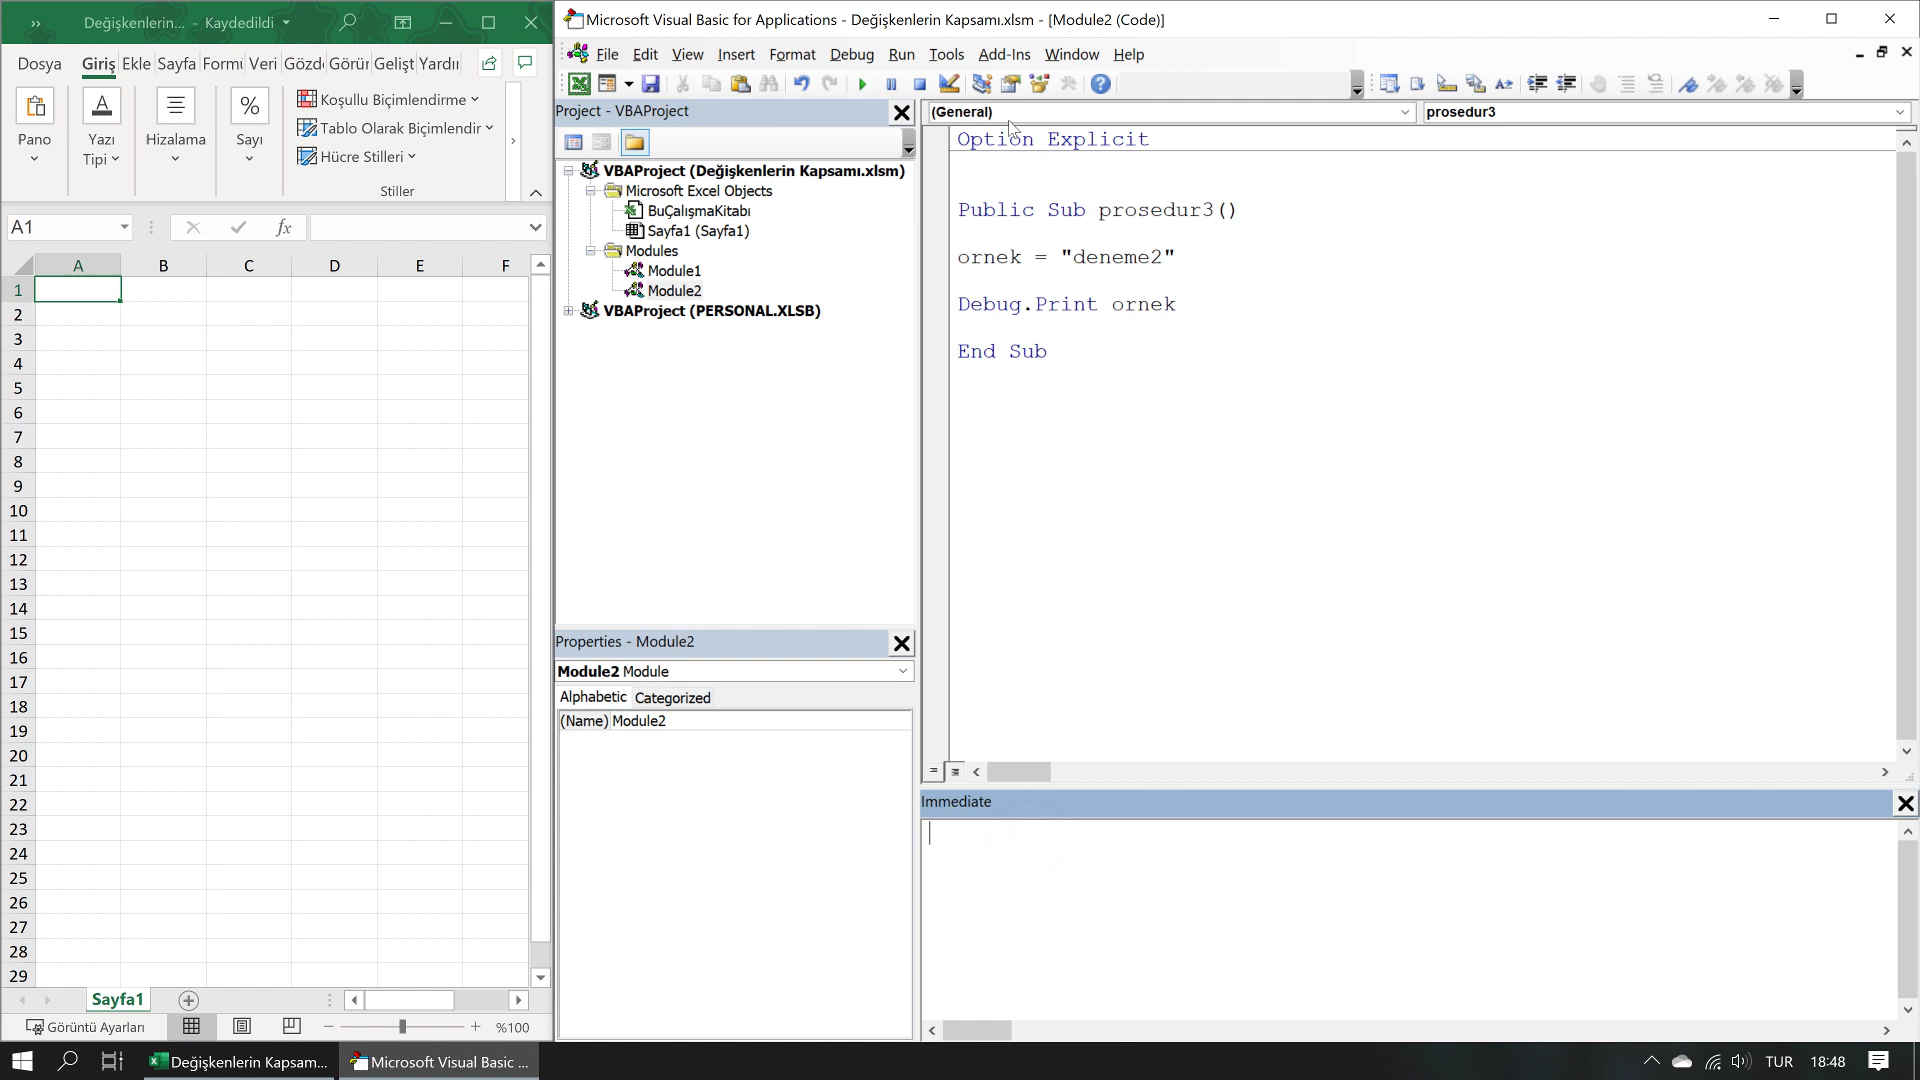 Değişkenlerin... - Kaydedildi
Dosya Giriş Ekle Sayfa Formu Veri Gözde Görür Gelişt Yardıı
Pano
Yazı Tipi
Hizalama
Sayı
Koşullu Biçimlendirme
Tablo Olarak Biçimlendir
Hücre Stilleri
Stiller
A1
fx
A B C D E F
1
2
3
4
5
6
7
8
9
10
11
12
13
14
15
16
17
18
19
20
21
22
23
24
25
26
27
28
29
Sayfa1
Görüntü Ayarları
%100
Microsoft Visual Basic for Applications - Değişkenlerin Kapsamı.xlsm - [Module2 (Code)]
File Edit View Insert Format Debug Run Tools Add-Ins Window Help
Project - VBAProject
VBAProject (Değişkenlerin Kapsamı.xlsm)
Microsoft Excel Objects
BuÇalışmaKitabı
Sayfa1 (Sayfa1)
Modules
Module1
Module2
VBAProject (PERSONAL.XLSB)
Properties - Module2
Module2 Module
Alphabetic Categorized
(Name) Module2
(General) prosedur3
Option Explicit
Public Sub prosedur3()
ornek = "deneme2"
Debug.Print ornek
End Sub
Immediate
Değişkenlerin Kapsam...
Microsoft Visual Basic ...
TUR 18:48